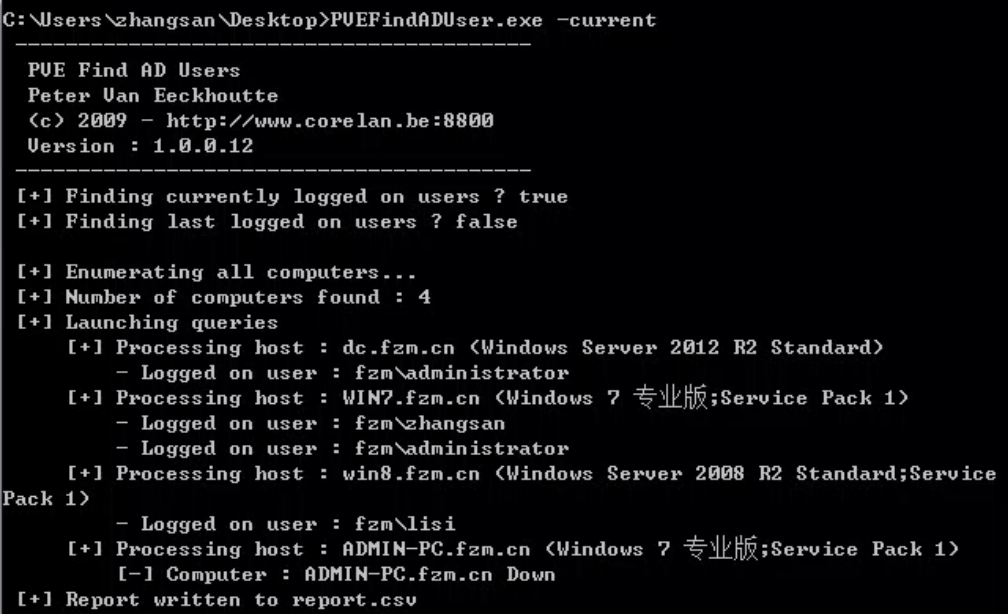 C:\Users\zhangsan\Desktop>PVEFindADUser.exe -current
-----------------------------------------
PVE Find AD Users
Peter Van Eeckhoutte
(c) 2009 - http://www.corelan.be:8800
Version : 1.0.0.12
-----------------------------------------
[+] Finding currently logged on users ? true
[+] Finding last logged on users ? false
[+] Enumerating all computers...
[+] Number of computers found : 4
[+] Launching queries
[+] Processing host : dc.fzm.cn (Windows Server 2012 R2 Standard)
- Logged on user : fzm\administrator
[+] Processing host : WIN7.fzm.cn (Windows 7 专业版;Service Pack 1)
- Logged on user : fzm\zhangsan
- Logged on user : fzm\administrator
[+] Processing host : win8.fzm.cn (Windows Server 2008 R2 Standard;Service
Pack 1)
- Logged on user : fzm\lisi
[+] Processing host : ADMIN-PC.fzm.cn (Windows 7 专业版;Service Pack 1)
[-] Computer : ADMIN-PC.fzm.cn Down
[+] Report written to report.csv